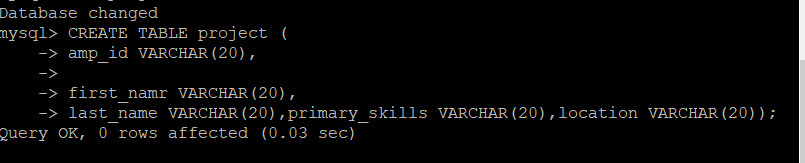 Database changed
mysql> CREATE TABLE project (
    -> amp_id VARCHAR(20),
    ->
    -> first_namr VARCHAR(20),
    -> last_name VARCHAR(20),primary_skills VARCHAR(20),location VARCHAR(20));
Query OK, 0 rows affected (0.03 sec)